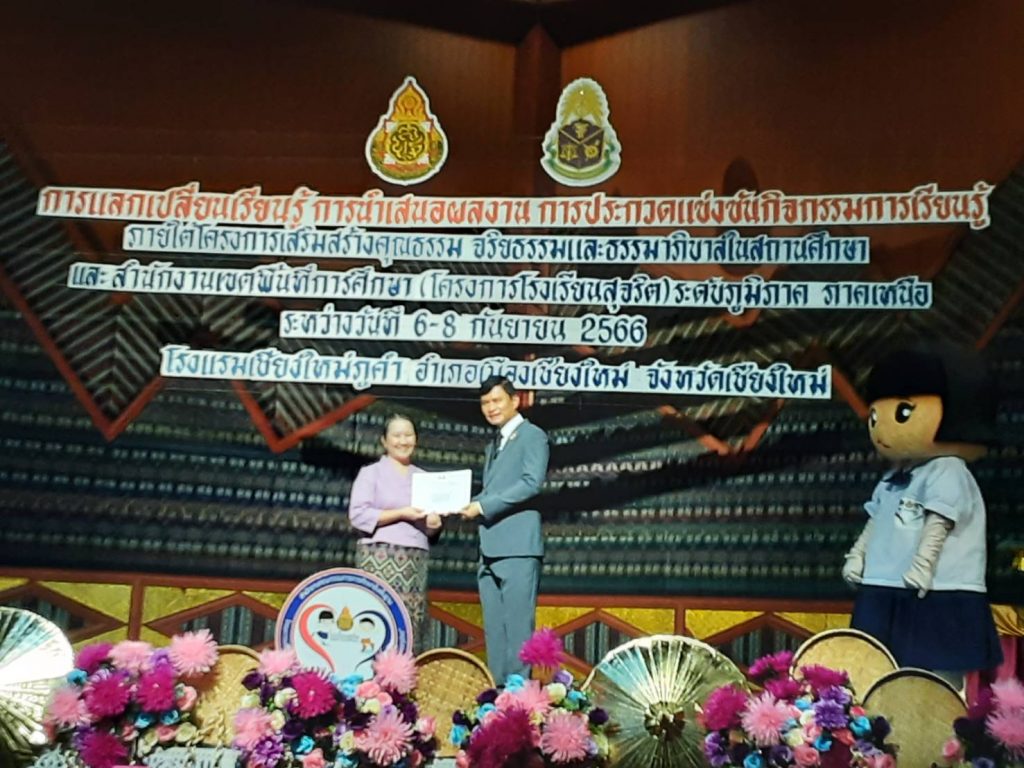 การแลกเปลี่ยนเรียนรู้ การนำเสนอผลงาน การประกวดแข่งขันกิจกรรมการเรียนรู้
ภายใต้โครงการเสริมสร้างคุณธรรม จริยธรรมและธรรมาภิบาลในสถานศึกษา
และ สำนักงานเขตพื้นที่การศึกษา (โครงการโรงเรียนสุจริต) ระดับภูมิภาค ภาคเหนือ
ระหว่างวันที่ 6-8 กันยายน 2566
โรงแรมเชียงใหม่ภูคำ อำเภอเมืองเชียงใหม่ จังหวัดเชียงใหม่